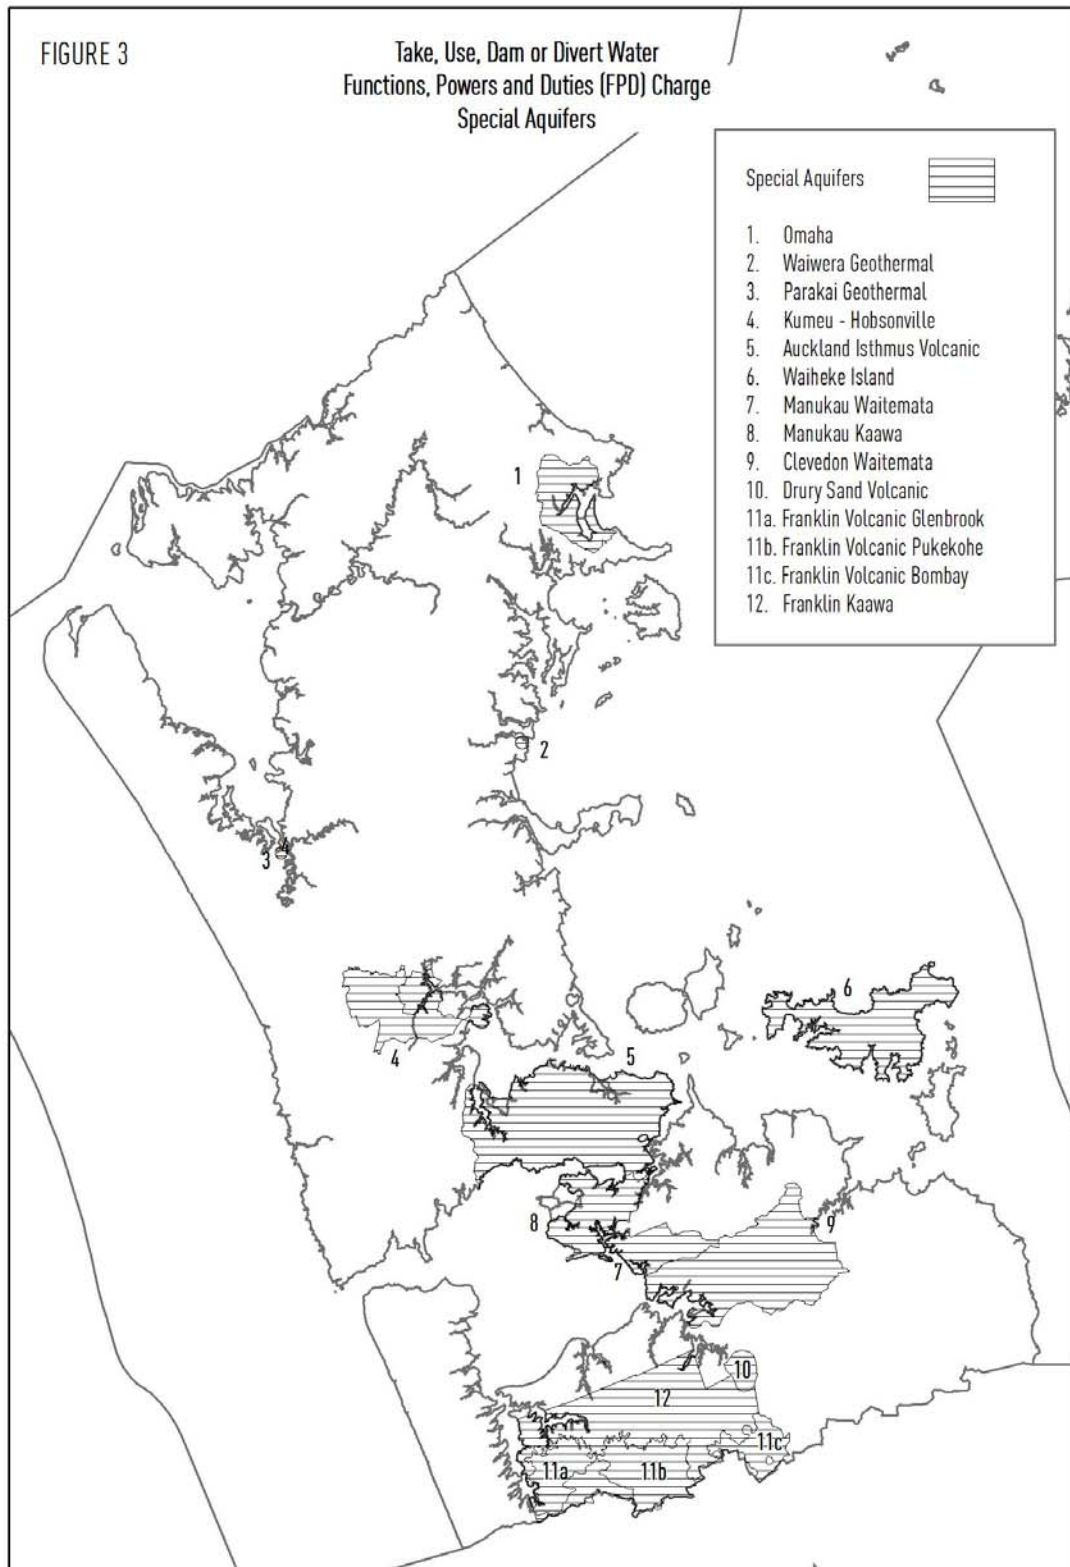 FIGURE 3
Take, Use, Dam or Divert Water
Functions, Powers and Duties (FPD) Charge
Special Aquifers
Special Aquifers
1. Omaha
2. Waiwera Geothermal
3. Parakai Geothermal
4. Kumeu - Hobsonville
5. Auckland Isthmus Volcanic
6. Waiheke Island
7. Manukau Waitemata
8. Manukau Kaawa
9. Clevedon Waitemata
10. Drury Sand Volcanic
11a. Franklin Volcanic Glenbrook
11b. Franklin Volcanic Pukekohe
11c. Franklin Volcanic Bombay
12. Franklin Kaawa
1
2
3
4
4
5
6
7
8
9
10
12
11a
11b
11c